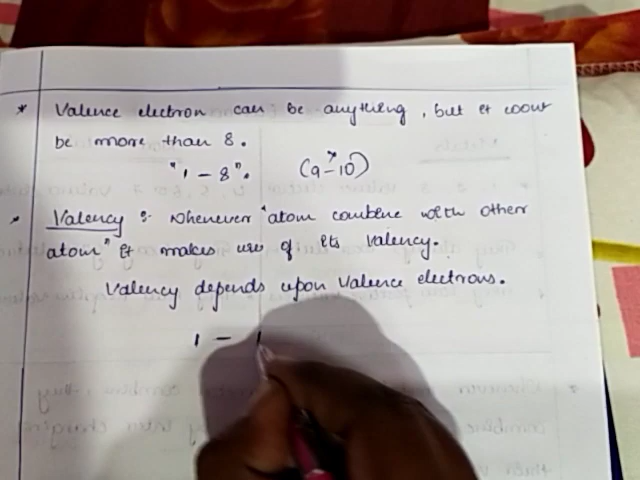 * Valence electron can be anything, but it wont
be more than 8.
"1 - 8". (9-10)
* Valency :- Whenever "atom combine with other
atom" it makes use of its valency.
Valency depends upon Valence electrons.
1 - 1